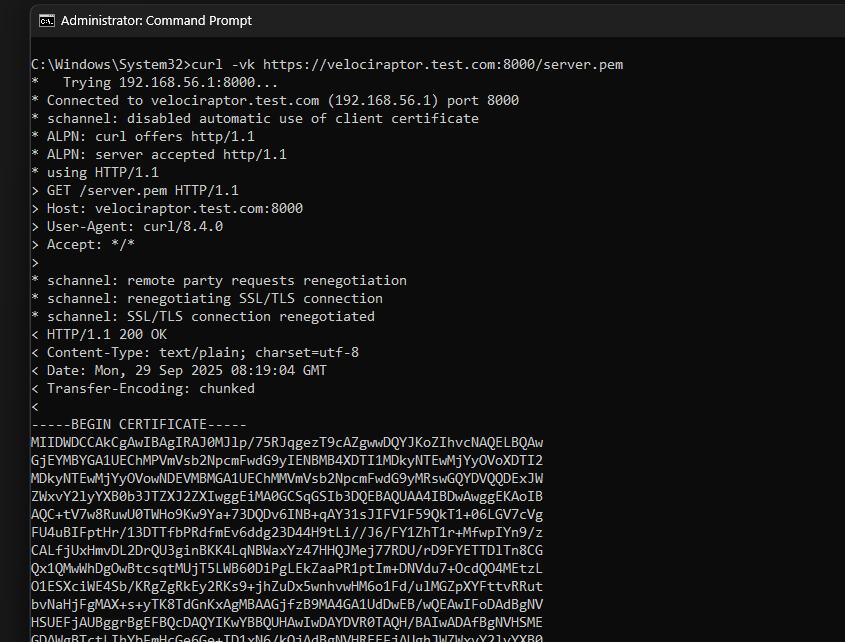 Administrator: Command Prompt
C:\Windows\System32>curl -vk https://velociraptor.test.com:8000/server.pem
*   Trying 192.168.56.1:8000...
* Connected to velociraptor.test.com (192.168.56.1) port 8000
* schannel: disabled automatic use of client certificate
* ALPN: curl offers http/1.1
* ALPN: server accepted http/1.1
* using HTTP/1.1
> GET /server.pem HTTP/1.1
> Host: velociraptor.test.com:8000
> User-Agent: curl/8.4.0
> Accept: */*
>
* schannel: remote party requests renegotiation
* schannel: renegotiating SSL/TLS connection
* schannel: SSL/TLS connection renegotiated
< HTTP/1.1 200 OK
< Content-Type: text/plain; charset=utf-8
< Date: Mon, 29 Sep 2025 08:19:04 GMT
< Transfer-Encoding: chunked
<
-----BEGIN CERTIFICATE-----
MIIDWDCCAkCgAwIBAgIRAJ0MJlp/75RJqgezT9cAZgwwDQYJKoZIhvcNAQELBQAw
GjEYMBYGA1UEChMPVmVsb2NpcmFwdG9yIENBMB4XDTI1MDkyNTEwMjYyOVoXDTI2
MDkyNTEwMjYyOVowNDEVMBMGA1UEChMMVmVsb2NpcmFwdG9yMRswGQYDVQQDExJW
ZWxvY2lyYXB0b3JTZXJ2ZXIwggEiMA0GCSqGSIb3DQEBAQUAA4IBDwAwggEKAoIB
AQC+tV7w8RuwU0TWHo9Kw9Ya+73DQDv6INB+qAY31sJIFV1F59QkT1+06LGV7cVg
FU4uBIFptHr/13DTTfbPRdfmEv6ddg23D44H9tLi//J6/FY1ZhT1r+MfwpIYn9/z
CALfjUxHmvDL2DrQU3ginBKK4LqNBWaxYz47HHQJMej77RDU/rD9FYETTDlTn8CG
Qx1QMwWhDgOwBtcsqtMUjT5LWB60DiPgLEkZaaPR1ptIm+DNVdu7+OcdQO4MEtzL
O1ESXciWE4Sb/KRgZgRkEy2RKs9+jhZuDx5wnhvwHM6o1Fd/ulMGZpXYFttvRRut
bvNaHjFgMAX+s+yTK8TdGnKxAgMBAAGjfzB9MA4GA1UdDwEB/wQEAwIFoDAdBgNV
HSUEFjAUBggrBgEFBQcDAQYIKwYBBQUHAwIwDAYDVR0TAQH/BAIwADAfBgNVHSME